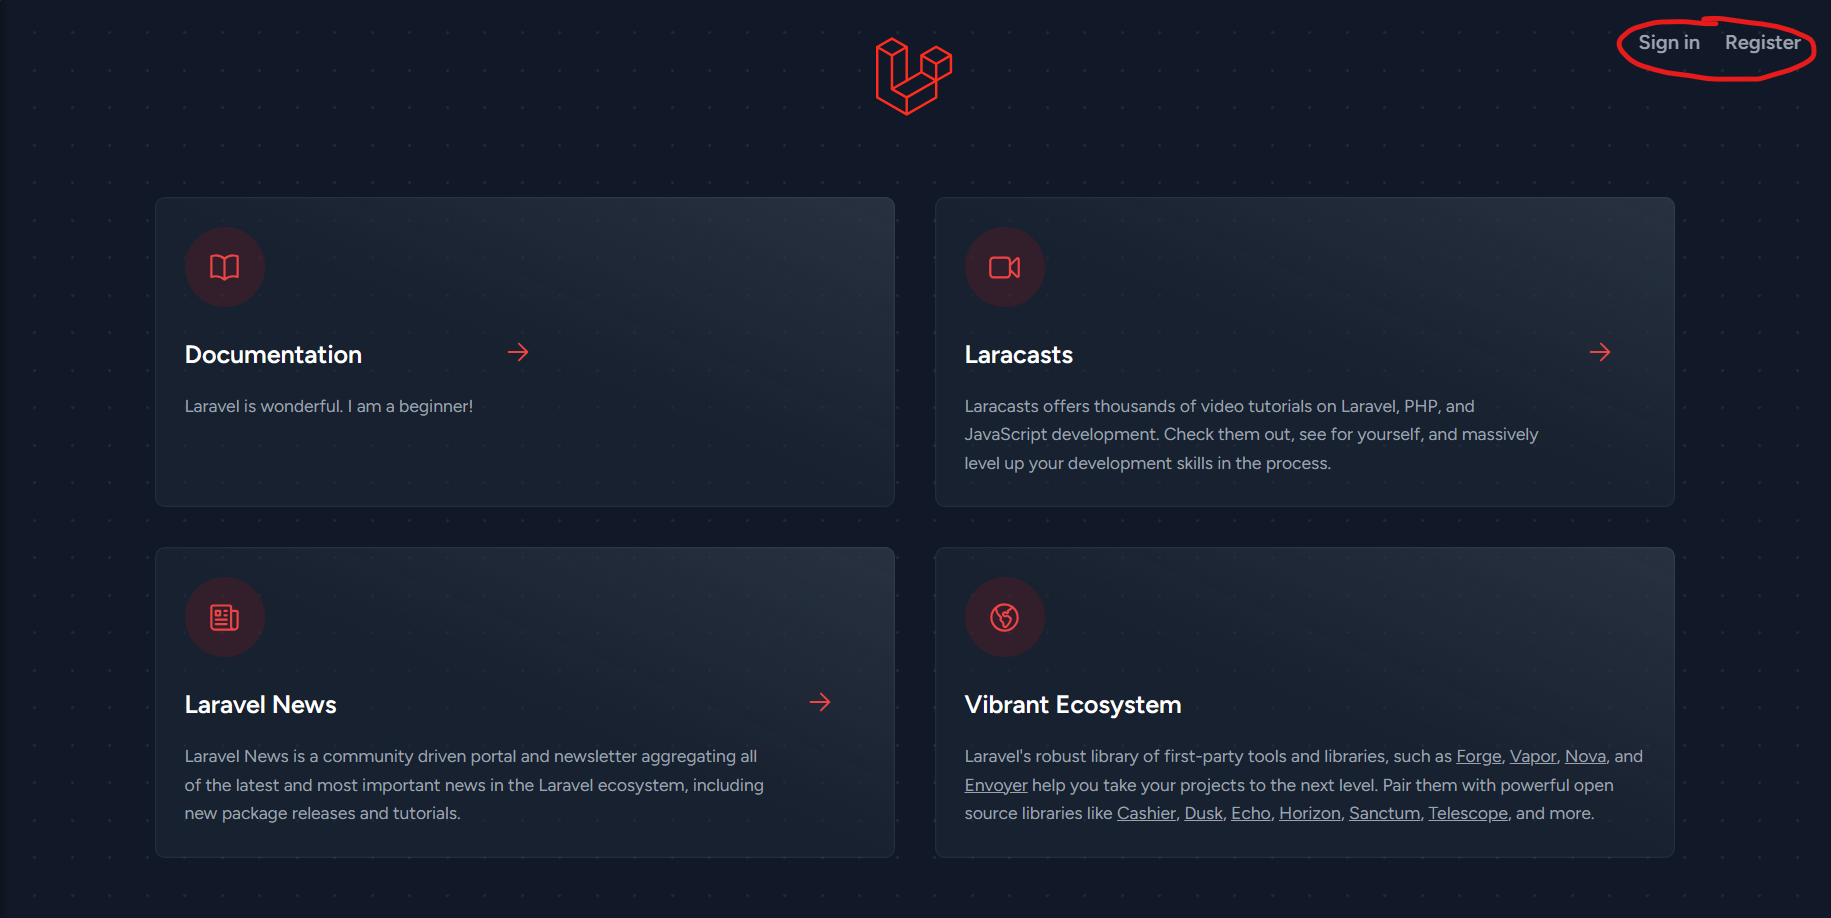 Sign in Register
Documentation
Laravel is wonderful. I am a beginner!
Laracasts
Laracasts offers thousands of video tutorials on Laravel, PHP, and
JavaScript development. Check them out, see for yourself, and massively
level up your development skills in the process.
Laravel News
Laravel News is a community driven portal and newsletter aggregating all
of the latest and most important news in the Laravel ecosystem, including
new package releases and tutorials.
Vibrant Ecosystem
Laravel's robust library of first-party tools and libraries, such as Forge, Vapor, Nova, and
Envoyer help you take your projects to the next level. Pair them with powerful open
source libraries like Cashier, Dusk, Echo, Horizon, Sanctum, Telescope, and more.